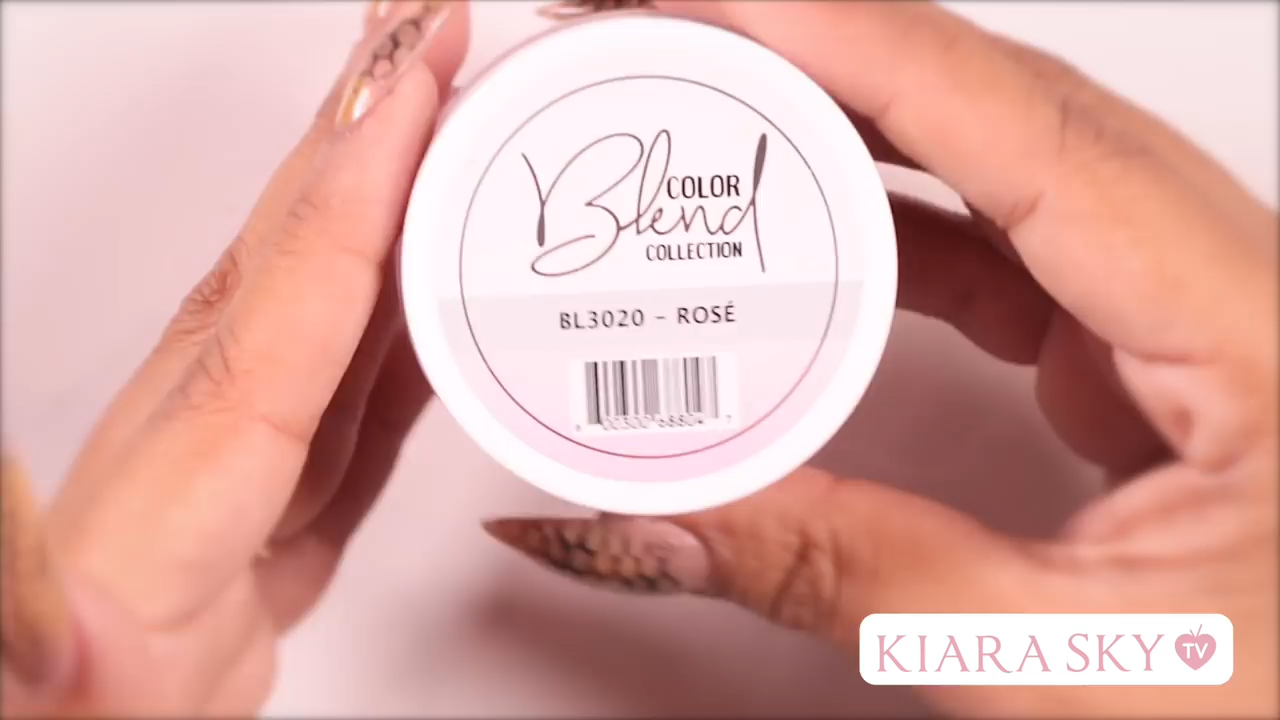 Blend
COLOR
COLLECTION
BL3020 – ROSÉ
KIARA SKY TV